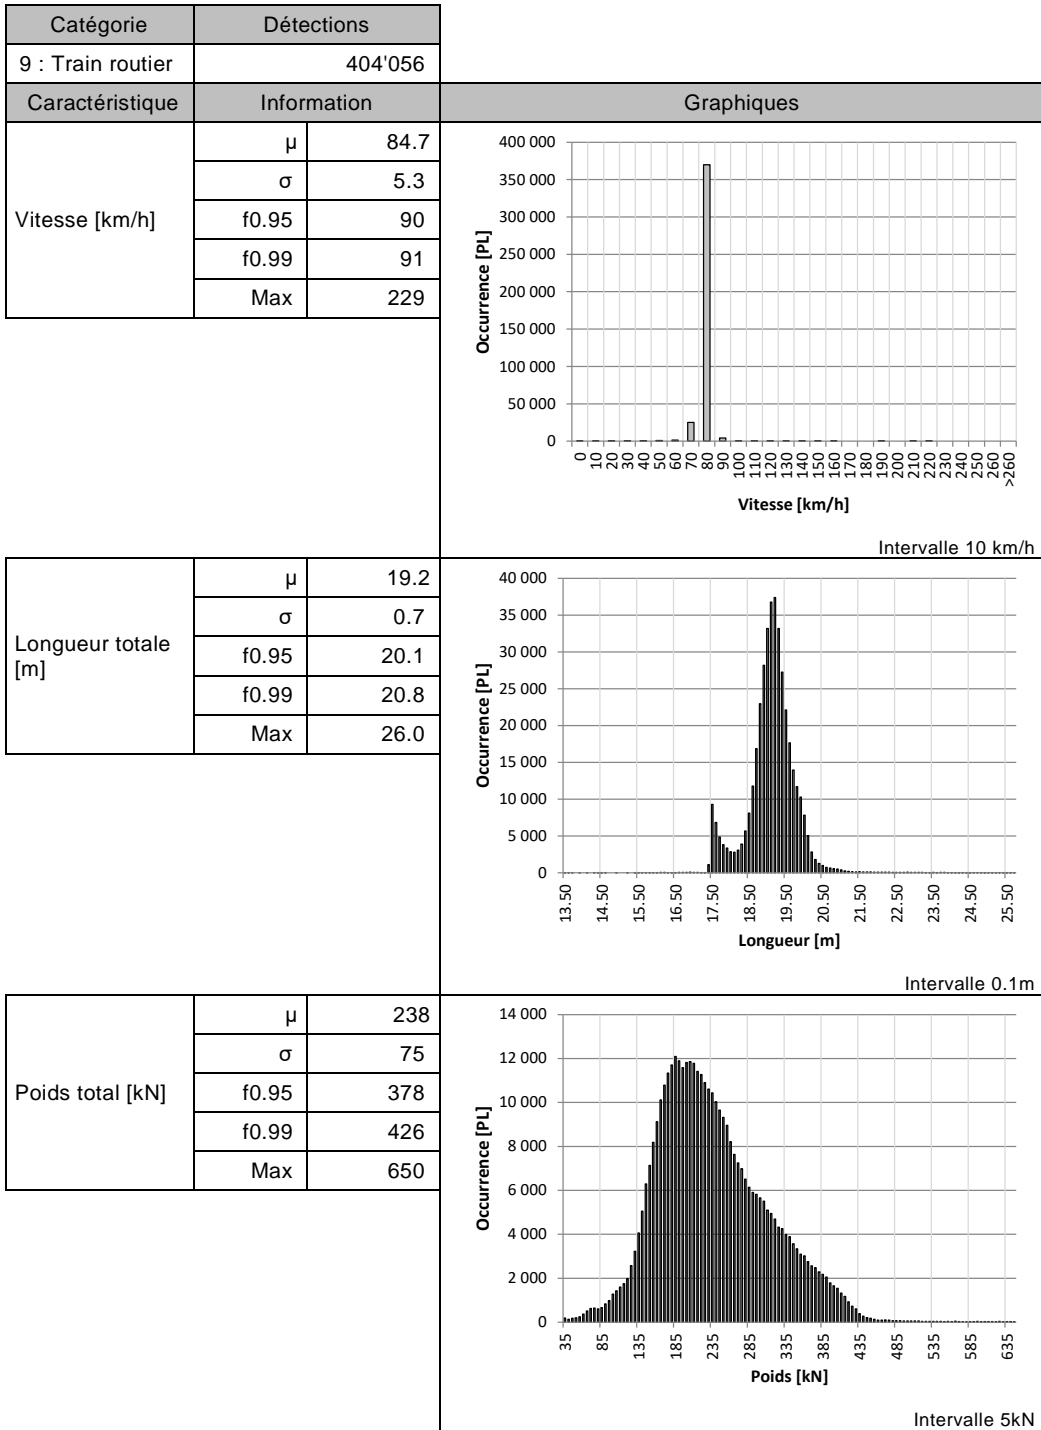 Catégorie Détections
9 : Train routier 404'056
Caractéristique Information Graphiques
Vitesse [km/h]
µ 84.7
σ 5.3
f0.95 90
f0.99 91
Max 229
400 000
350 000
300 000
250 000
200 000
150 000
100 000
50 000
0
Occurrence [PL]
0 10 20 30 40 50 60 70 80 90 100 110 120 130 140 150 160 170 180 190 200 210 220 230 240 250 260 >260
Vitesse [km/h]
Intervalle 10 km/h
Longueur totale
[m]
µ 19.2
σ 0.7
f0.95 20.1
f0.99 20.8
Max 26.0
40 000
35 000
30 000
25 000
20 000
15 000
10 000
5 000
0
Occurrence [PL]
13.50 14.50 15.50 16.50 17.50 18.50 19.50 20.50 21.50 22.50 23.50 24.50 25.50
Longueur [m]
Intervalle 0.1m
Poids total [kN]
µ 238
σ 75
f0.95 378
f0.99 426
Max 650
14 000
12 000
10 000
8 000
6 000
4 000
2 000
0
Occurrence [PL]
35 85 135 185 235 285 335 385 435 485 535 585 635
Poids [kN]
Intervalle 5kN